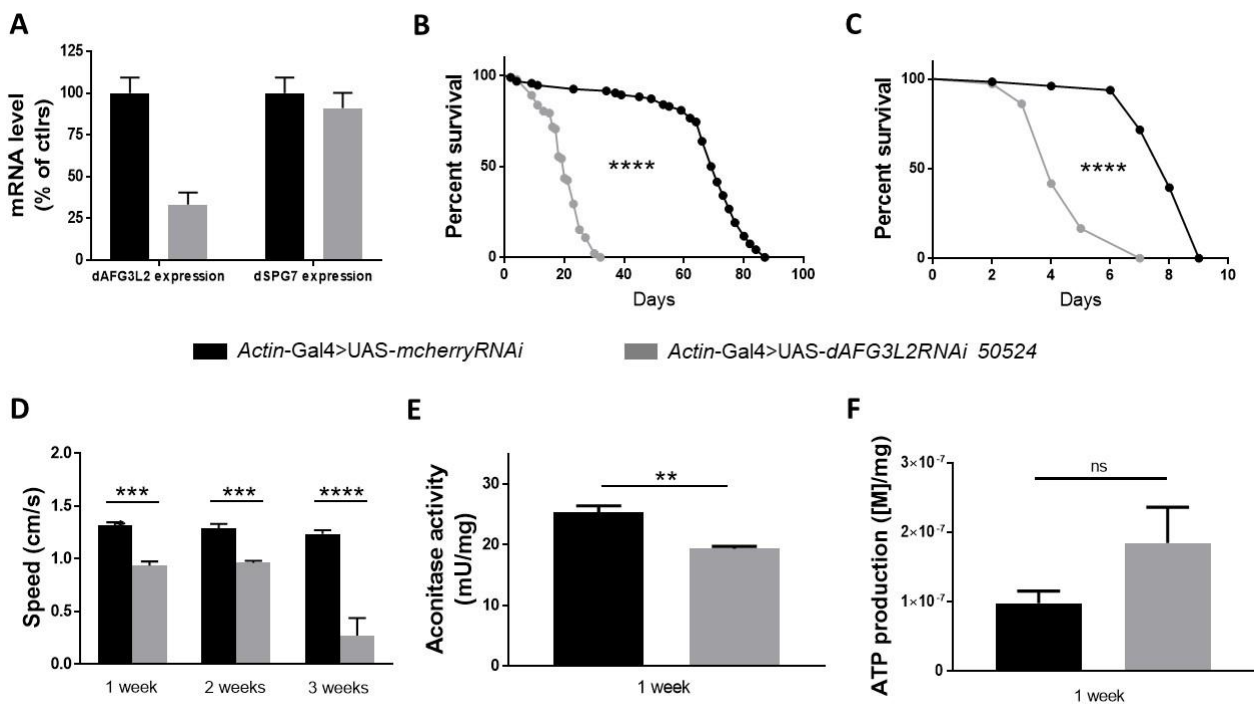 A
mRNA level
(% of ctlrs)
125
100
75
50
25
0
dAFG3L2 expression
dSPG7 expression
B
Percent survival
100
50
0
0 20 40 60 80 100
Days
****
C
Percent survival
100
50
0
0 2 4 6 8 10
Days
****
Actin-Gal4>UAS-mcherryRNAi
Actin-Gal4>UAS-dAFG3L2RNAi 50524
D
Speed (cm/s)
2.0
1.5
1.0
0.5
0.0
*** *** ****
1 week 2 weeks 3 weeks
E
Aconitase activity
(mU/mg)
30
20
10
0
**
1 week
F
ATP production ([M]/mg)
3×10-7
2×10-7
1×10-7
0
ns
1 week